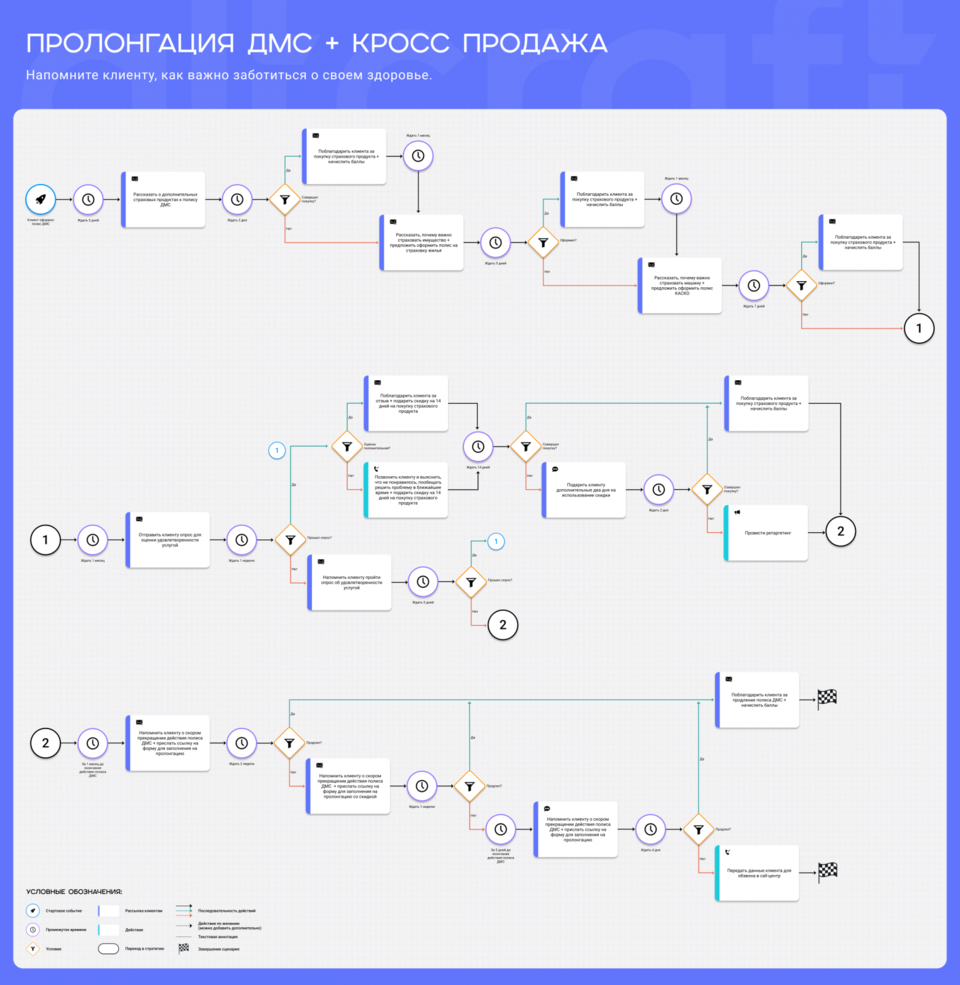 ПРОЛОНГАЦИЯ ДМС + КРОСС ПРОДАЖА
Напомните клиенту, как важно заботиться о своем здоровье.
Клиент оформил
полис ДМС
Ждать 5 дней
Рассказать о дополнительных
страховых продуктах к полису
ДМС
Ждать 2 дня
Совершил
покупку?
Да
Поблагодарить клиента за
покупку страхового продукта +
начислить баллы
Ждать 1 месяц
Нет
Рассказать, почему важно
страховать имущество +
предложить оформить полис на
страховку жилья
Ждать 5 дней
Оформил?
Да
Поблагодарить клиента за
покупку страхового продукта +
начислить баллы
Ждать 1 месяц
Нет
Рассказать, почему важно
страховать машину +
предложить оформить полис
КАСКО
Ждать 7 дней
Оформил?
Да
Поблагодарить клиента за
покупку страхового продукта +
начислить баллы
Нет
1
1
Ждать 1 месяц
Отправить клиенту опрос для
оценки удовлетворенности
услугой
Ждать 1 неделю
Прошел опрос?
Да
1
Оценка
положительная?
Да
Поблагодарить клиента за
отзыв + подарить скидку на 14
дней на покупку страхового
продукта
Нет
Позвонить клиенту и выяснить,
что не понравилось, пообещать
решить проблему в ближайшее
время + подарить скидку на 14
дней на покупку страхового
продукта
Ждать 14 дней
Совершил
покупку?
Да
Нет
Подарить клиенту
дополнительные два дня на
использование скидки
Ждать 2 дня
Совершил
покупку?
Да
Поблагодарить клиента за
покупку страхового продукта +
начислить баллы
Нет
Провести ретаргетинг
2
Нет
Напомнить клиенту пройти
опрос об удовлетворенности
услугой
Ждать 5 дней
Прошел опрос?
Да
1
Нет
2
2
За 1 месяц до
окончания
действия полиса
ДМС
Напомнить клиенту о скором
прекращении действия полиса
ДМС + прислать ссылку на
форму для заполнения на
пролонгацию
Ждать 2 недели
Продлил?
Да
Поблагодарить клиента за
продление полиса ДМС +
начислить баллы
Нет
Напомнить клиенту о скором
прекращении действия полиса
ДМС + прислать ссылку на
форму для заполнения на
пролонгацию со скидкой
Ждать 1 неделю
Продлил?
Да
Нет
За 5 дней до
окончания
действия полиса
ДМС
Напомнить клиенту о скором
прекращении действия полиса
ДМС + прислать ссылку на
форму для заполнения на
пролонгацию
Ждать 4 дня
Продлил?
Да
Нет
Передать данные клиента для
обзвона в call-центр
УСЛОВНЫЕ ОБОЗНАЧЕНИЯ:
Стартовое событие
Рассылка клиентам
Последовательность действий
Промежуток времени
Действия
Действие по желанию
(можно добавить дополнительно)
Текстовая аннотация
Условие
Переход в стратегию
Завершение сценария